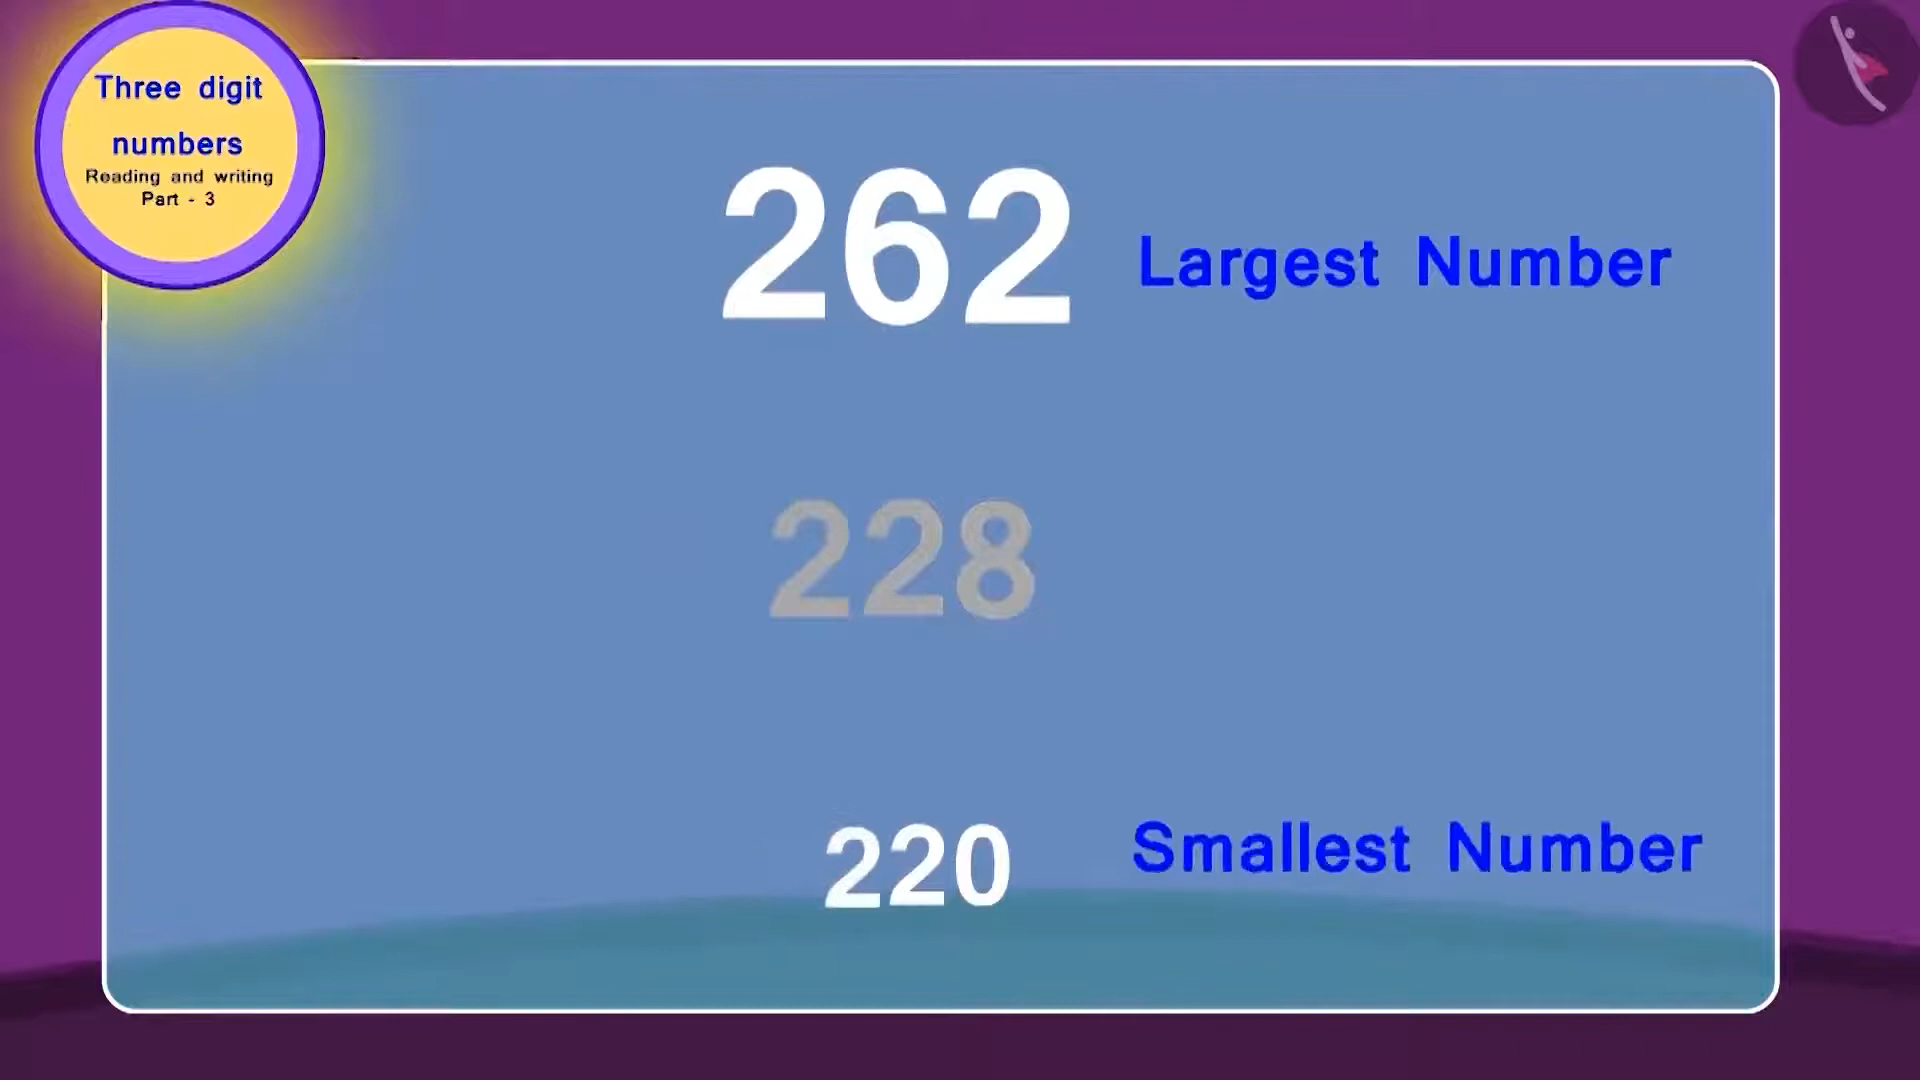 Three digit
numbers
Reading and writing
Part - 3
262 Largest Number
228
220 Smallest Number